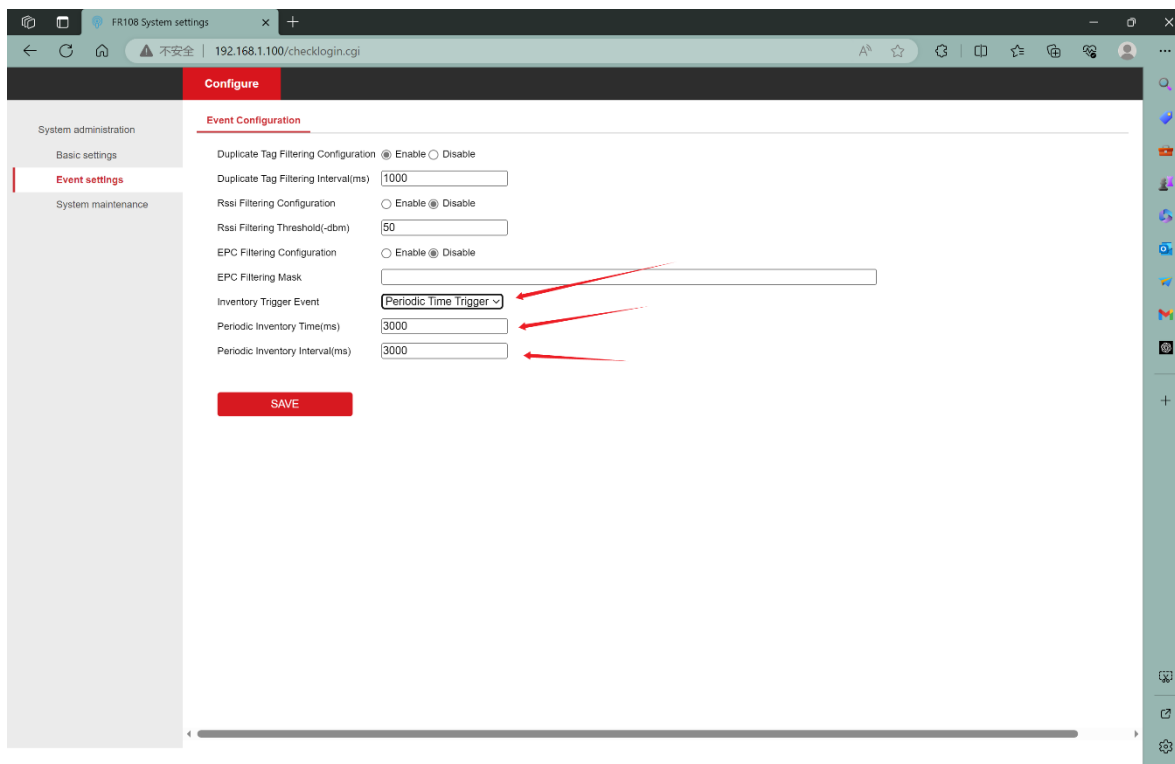 FR108 System settings
不安全 192.168.1.100/checklogin.cgi
Configure
System administration
Basic settings
Event settings
System maintenance
Event Configuration
Duplicate Tag Filtering Configuration Enable Disable
Duplicate Tag Filtering Interval(ms) 1000
Rssi Filtering Configuration Enable Disable
Rssi Filtering Threshold(-dbm) 50
EPC Filtering Configuration Enable Disable
EPC Filtering Mask
Inventory Trigger Event Periodic Time Trigger
Periodic Inventory Time(ms) 3000
Periodic Inventory Interval(ms) 3000
SAVE